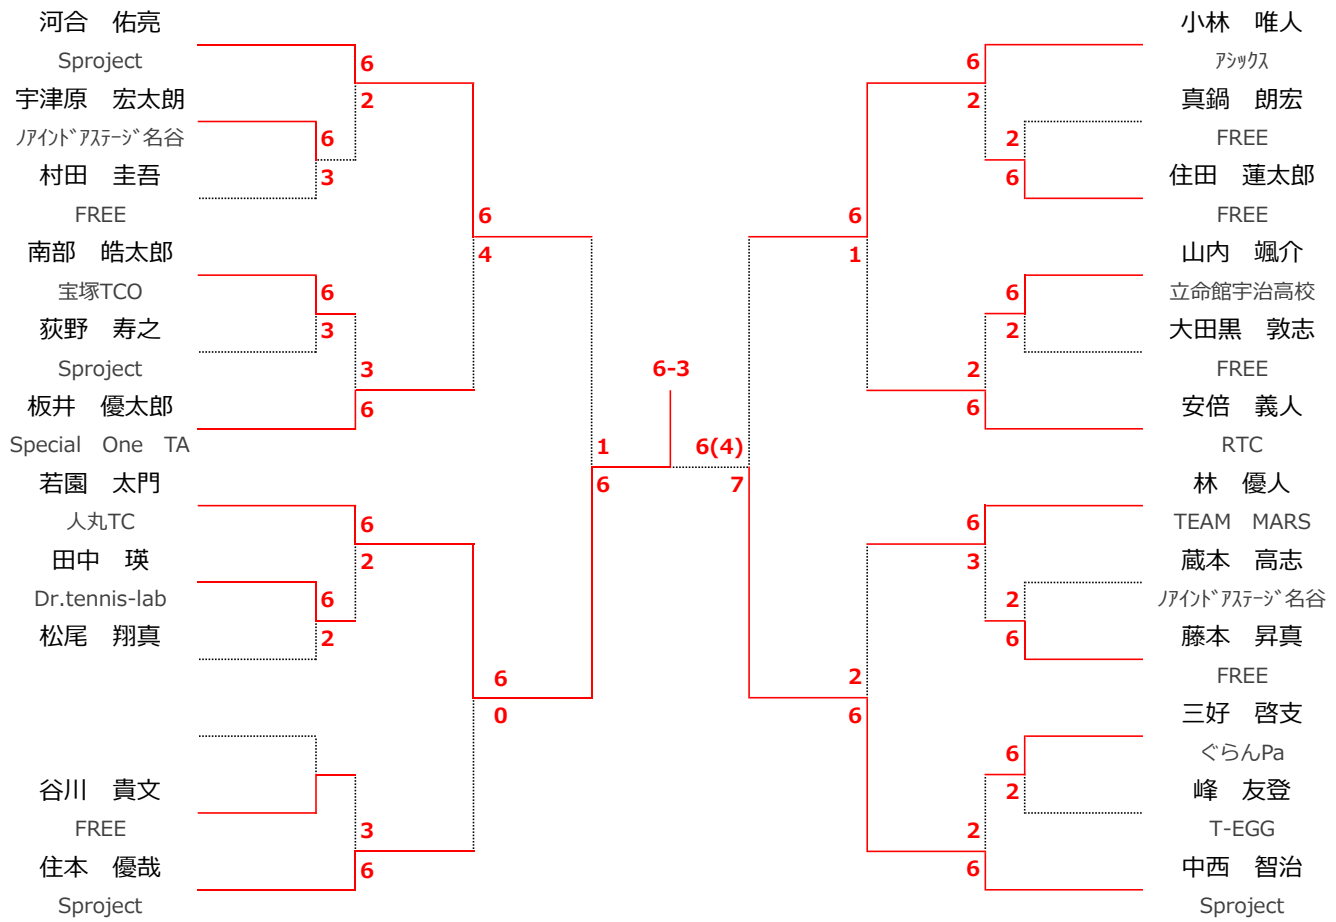 河合　佑亮
Sproject
6
宇津原　宏太朗
2
ﾉｱｲﾝﾄﾞｱｽﾃｰｼﾞ名谷
6
村田　圭吾
3
FREE
6
南部　皓太郎
4
宝塚TCO
6
荻野　寿之
3
Sproject
3
板井　優太郎
6
Special　One　TA
1
若園　太門
6
人丸TC
6
田中　瑛
2
Dr.tennis-lab
6
松尾　翔真
2
6
0
谷川　貴文
FREE
3
住本　優哉
6
Sproject
6-3
小林　唯人
ｱｼｯｸｽ
6
真鍋　朗宏
2
FREE
2
住田　蓮太郎
6
FREE
6
山内　颯介
1
立命館宇治高校
6
大田黒　敦志
2
FREE
2
安倍　義人
6
RTC
6(4)
林　優人
7
TEAM　MARS
6
蔵本　高志
3
ﾉｱｲﾝﾄﾞｱｽﾃｰｼﾞ名谷
2
藤本　昇真
6
FREE
2
三好　啓支
6
ぐらんPa
6
峰　友登
2
T-EGG
2
中西　智治
6
Sproject